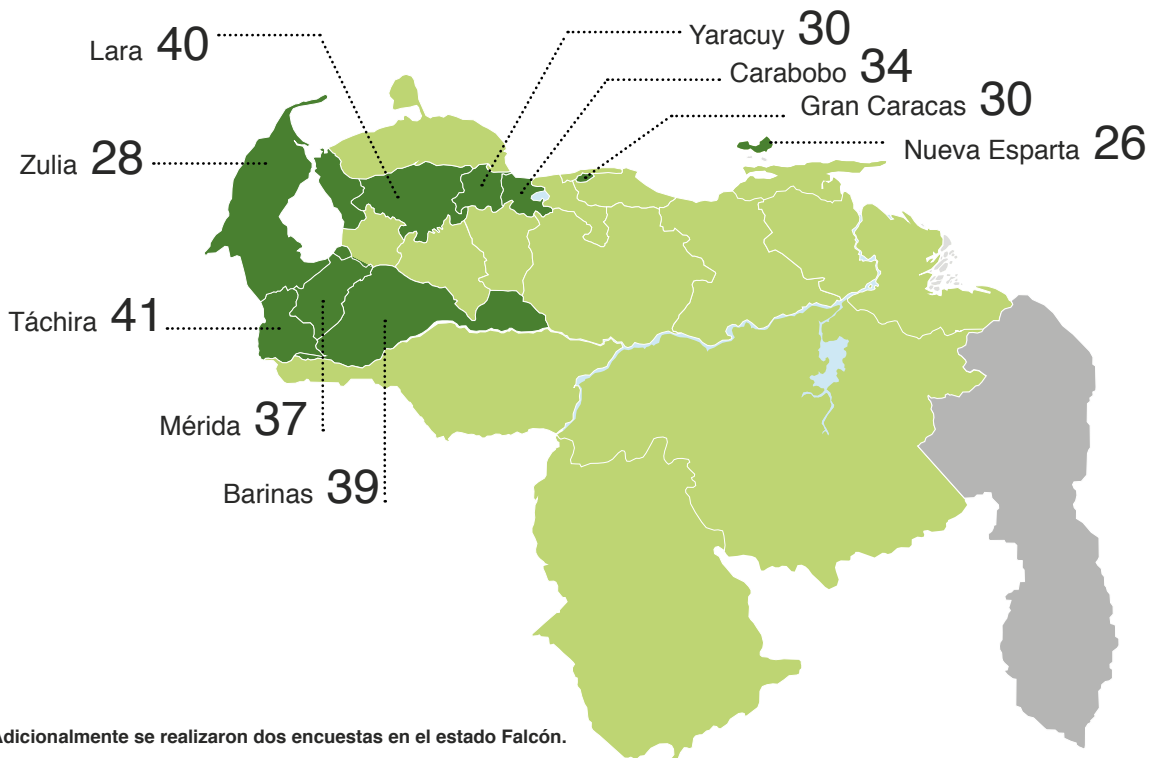 Lara 40
Yaracuy 30
Carabobo 34
Gran Caracas 30
Nueva Esparta 26
Zulia 28
Táchira 41
Mérida 37
Barinas 39
Adicionalmente se realizaron dos encuestas en el estado Falcón.